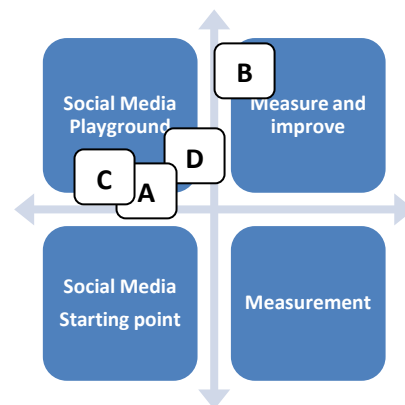 B
Social Media
Playground
Measure and
improve
D
C
A
Social Media
Starting point
Measurement